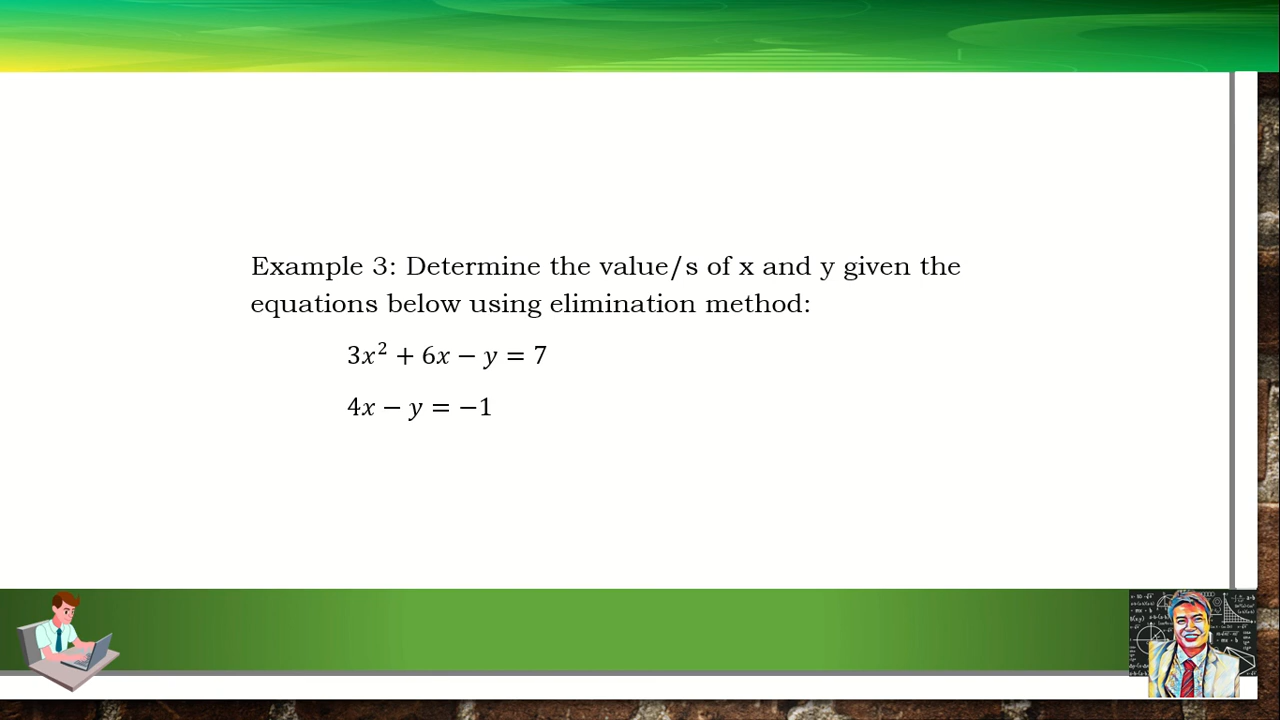 Example 3: Determine the value/s of x and y given the
equations below using elimination method:
3x² + 6x − y = 7
4x − y = −1